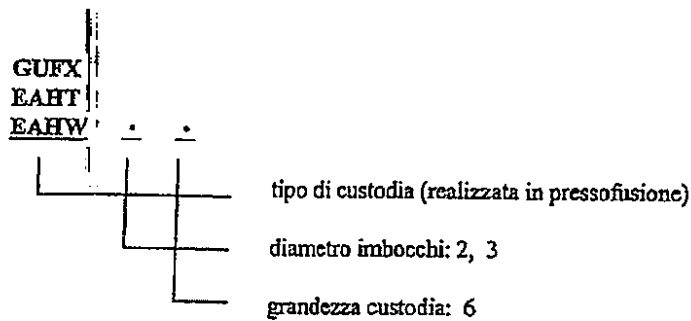 GUFX
EAHT
EAHW . .
tipo di custodia (realizzata in pressofusione)
diametro imbocchi: 2, 3
grandezza custodia: 6